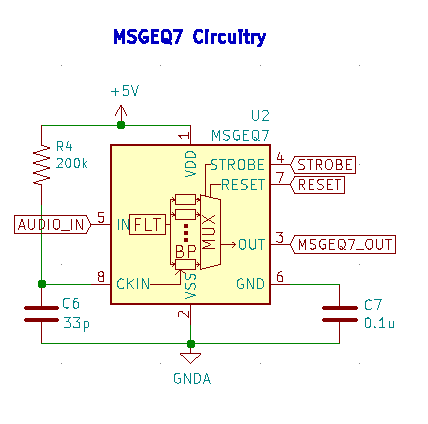 MSGEQ7 Circuitry
+5V
U2
MSGEQ7
R4
200k
1
VDD
STROBE
4
STROBE
RESET
7
RESET
AUDIO_IN
5
IN
FLT
MUX
BP
OUT
3
MSGEQ7_OUT
8
CKIN
VSS
GND
6
C6
33p
C7
0.1u
2
GNDA